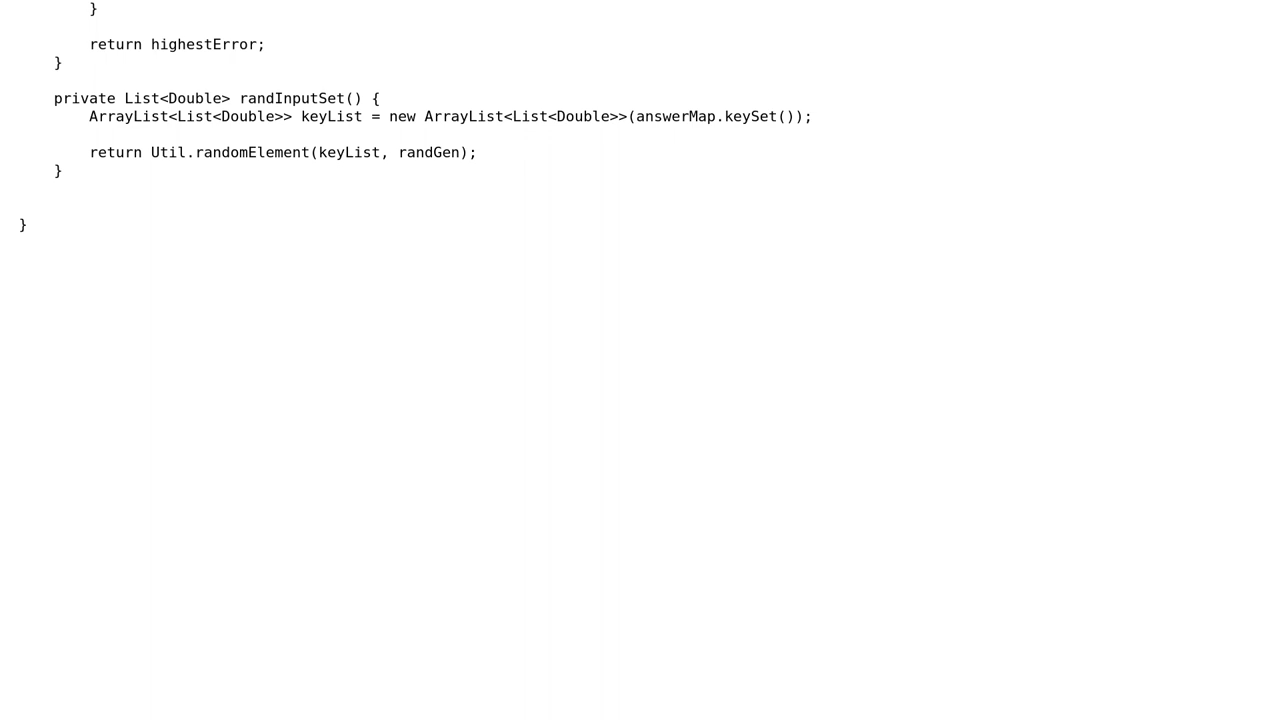 }

        return highestError;
    }

    private List<Double> randInputSet() {
        ArrayList<List<Double>> keyList = new ArrayList<List<Double>>(answerMap.keySet());

        return Util.randomElement(keyList, randGen);
    }


}